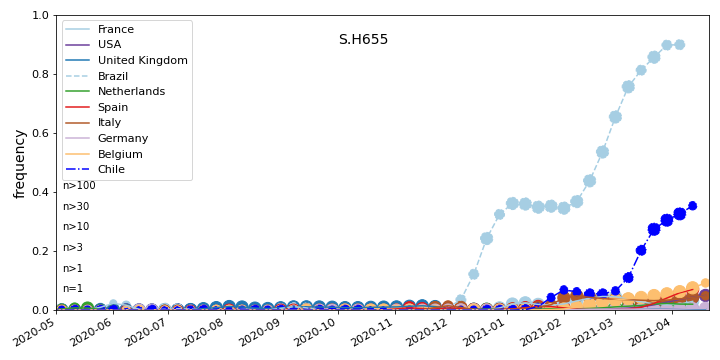 S.H655
frequency
1.0
0.8
0.6
0.4
0.2
0.0
France
USA
United Kingdom
Brazil
Netherlands
Spain
Italy
Germany
Belgium
Chile
n>100
n>30
n>10
n>3
n>1
n=1
2020-05
2020-06
2020-07
2020-08
2020-09
2020-10
2020-11
2020-12
2021-01
2021-02
2021-03
2021-04